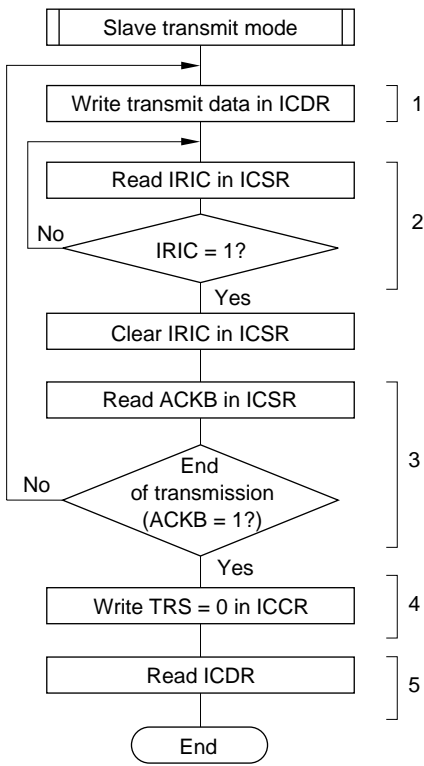 Slave transmit mode
Write transmit data in ICDR
1
Read IRIC in ICSR
2
No
IRIC = 1?
Yes
Clear IRIC in ICSR
Read ACKB in ICSR
3
End
No
of transmission
(ACKB = 1?)
Yes
Write TRS = 0 in ICCR
4
Read ICDR
5
End